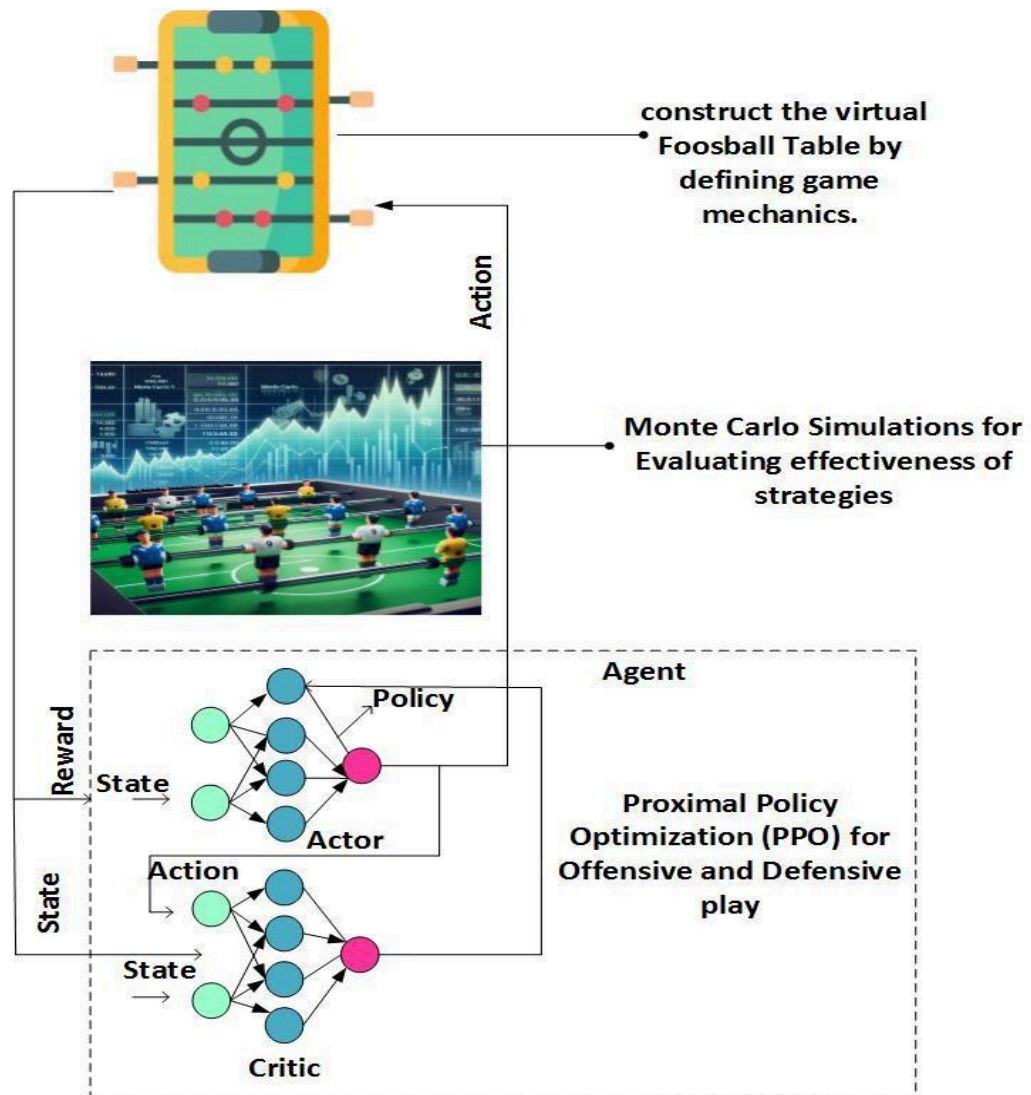 construct the virtual
Foosball Table by
defining game
mechanics.
Action
Monte Carlo Simulations for
Evaluating effectiveness of
strategies
Agent
Policy
Reward
State
Actor
Proximal Policy
Optimization (PPO) for
Offensive and Defensive
play
Action
State
State
Critic